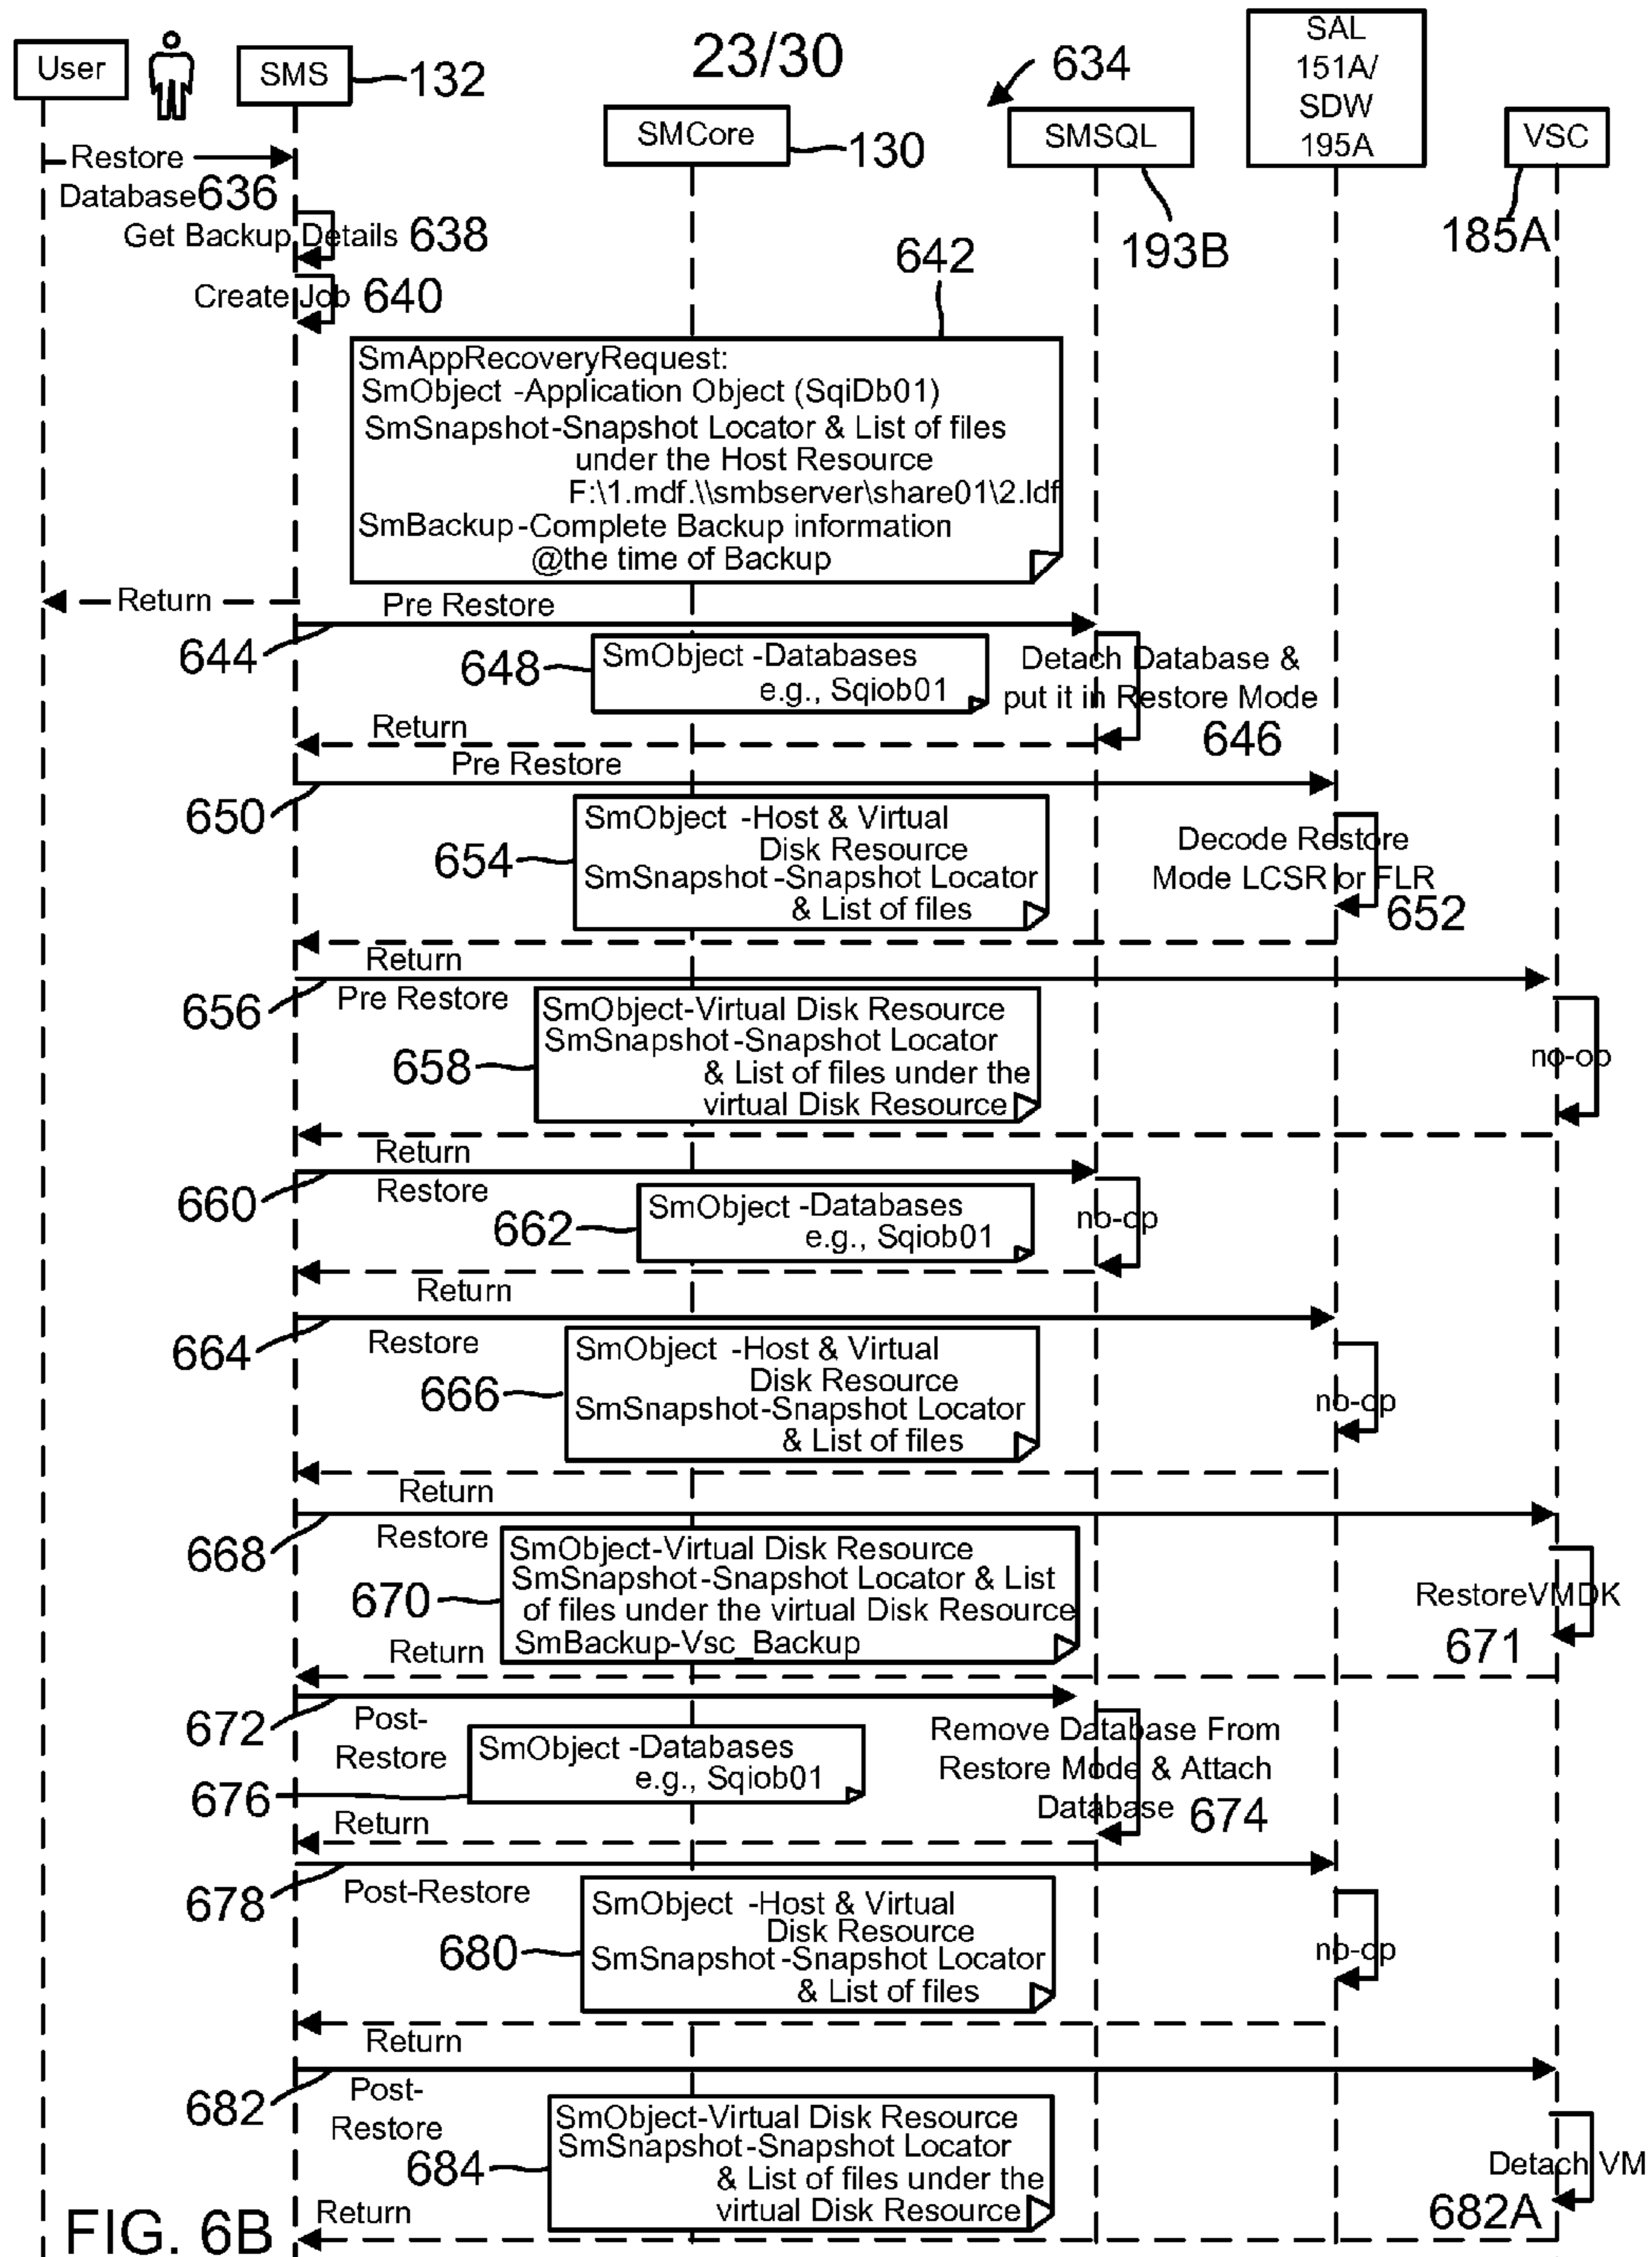 23/30
634
User
SMS
132
SMCore
130
SMSQL
193B
SAL
151A/
SDW
195A
VSC
185A
Restore
Database
636
Get Backup Details
638
Create Job
640
642
SmAppRecoveryRequest:
SmObject -Application Object (SqiDb01)
SmSnapshot-Snapshot Locator & List of files
under the Host Resource
F:\1.mdf.\\smbserver\share01\2.ldf
SmBackup-Complete Backup information
@the time of Backup
Return
Pre Restore
644
648
SmObject -Databases
e.g., Sqiob01
Detach Database &
put it in Restore Mode
646
Return
Pre Restore
650
654
SmObject -Host & Virtual
Disk Resource
SmSnapshot-Snapshot Locator
& List of files
Decode Restore
Mode LCSR or FLR
652
Return
656
Pre Restore
658
SmObject-Virtual Disk Resource
SmSnapshot-Snapshot Locator
& List of files under the
virtual Disk Resource
no-op
Return
660
Restore
662
SmObject -Databases
e.g., Sqiob01
no-op
Return
664
Restore
666
SmObject -Host & Virtual
Disk Resource
SmSnapshot-Snapshot Locator
& List of files
no-op
Return
668
Restore
670
SmObject-Virtual Disk Resource
SmSnapshot-Snapshot Locator & List
of files under the virtual Disk Resource
SmBackup-Vsc_Backup
RestoreVMDK
671
Return
672
Post-
Restore
676
SmObject -Databases
e.g., Sqiob01
Remove Database From
Restore Mode & Attach
Database
674
Return
678
Post-Restore
680
SmObject -Host & Virtual
Disk Resource
SmSnapshot-Snapshot Locator
& List of files
no-op
Return
682
Post-
Restore
684
SmObject-Virtual Disk Resource
SmSnapshot-Snapshot Locator
& List of files under the
virtual Disk Resource
Detach VM
682A
Return
FIG. 6B